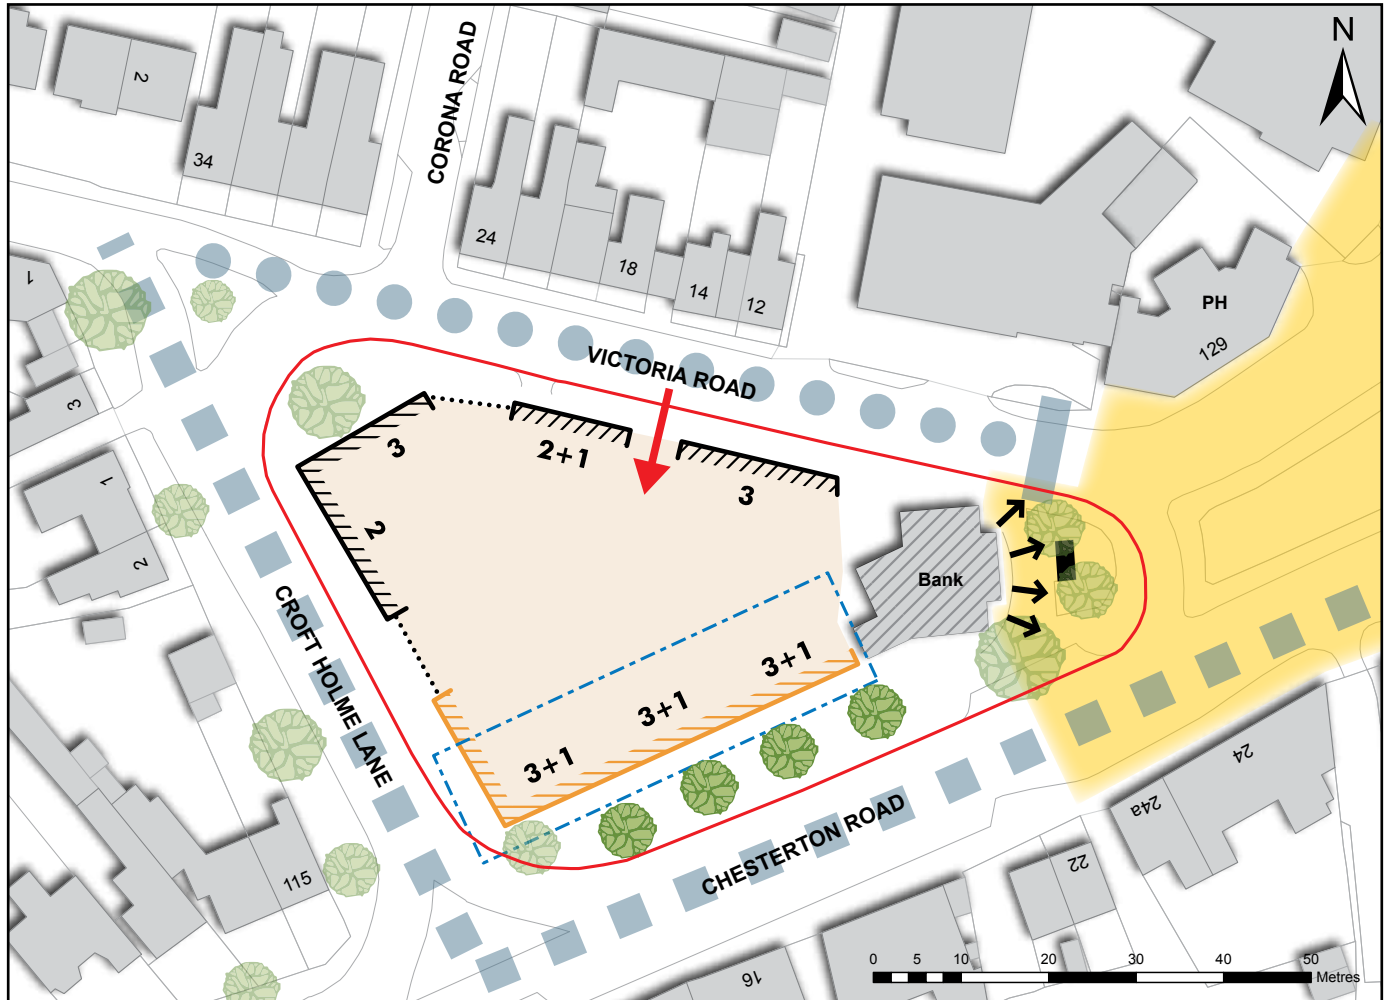 N
2
34
CORONA ROAD
24
18
14
12
PH
129
1
3
1
2
VICTORIA ROAD
3
2+1
3
2
Bank
CROFT HOLME LANE
3+1
3+1
3+1
CHESTERTON ROAD
115
24
24a
22
16
0 5 10 20 30 40 50
Metres